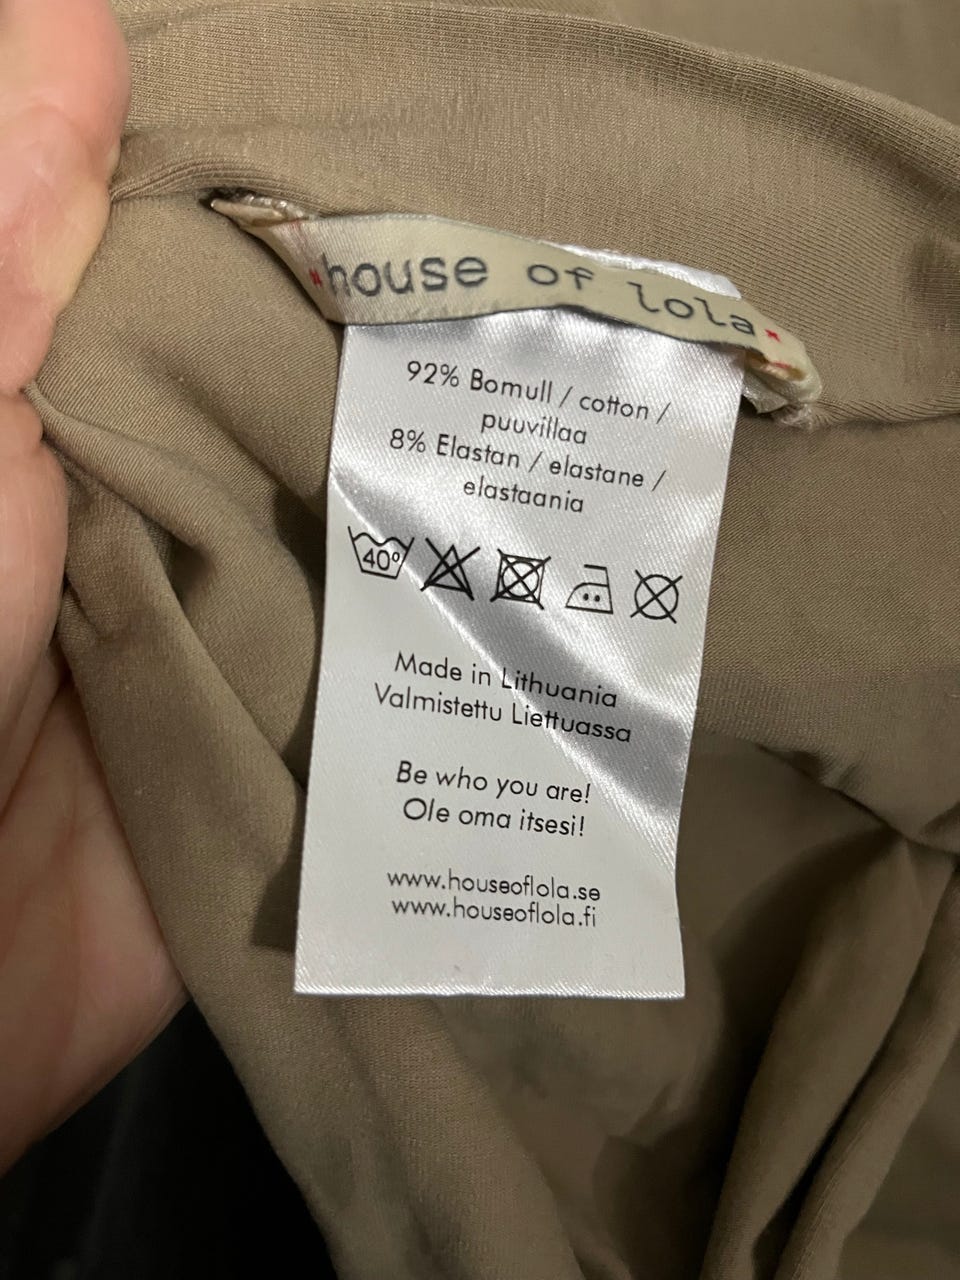 house of lola
92% Bomull / cotton /
puuvillaa
8% Elastan / elastane /
elastaania
40°
Made in Lithuania
Valmistettu Liettuassa
Be who you are!
Ole oma itsesi!
www.houseoflola.se
www.houseoflola.fi